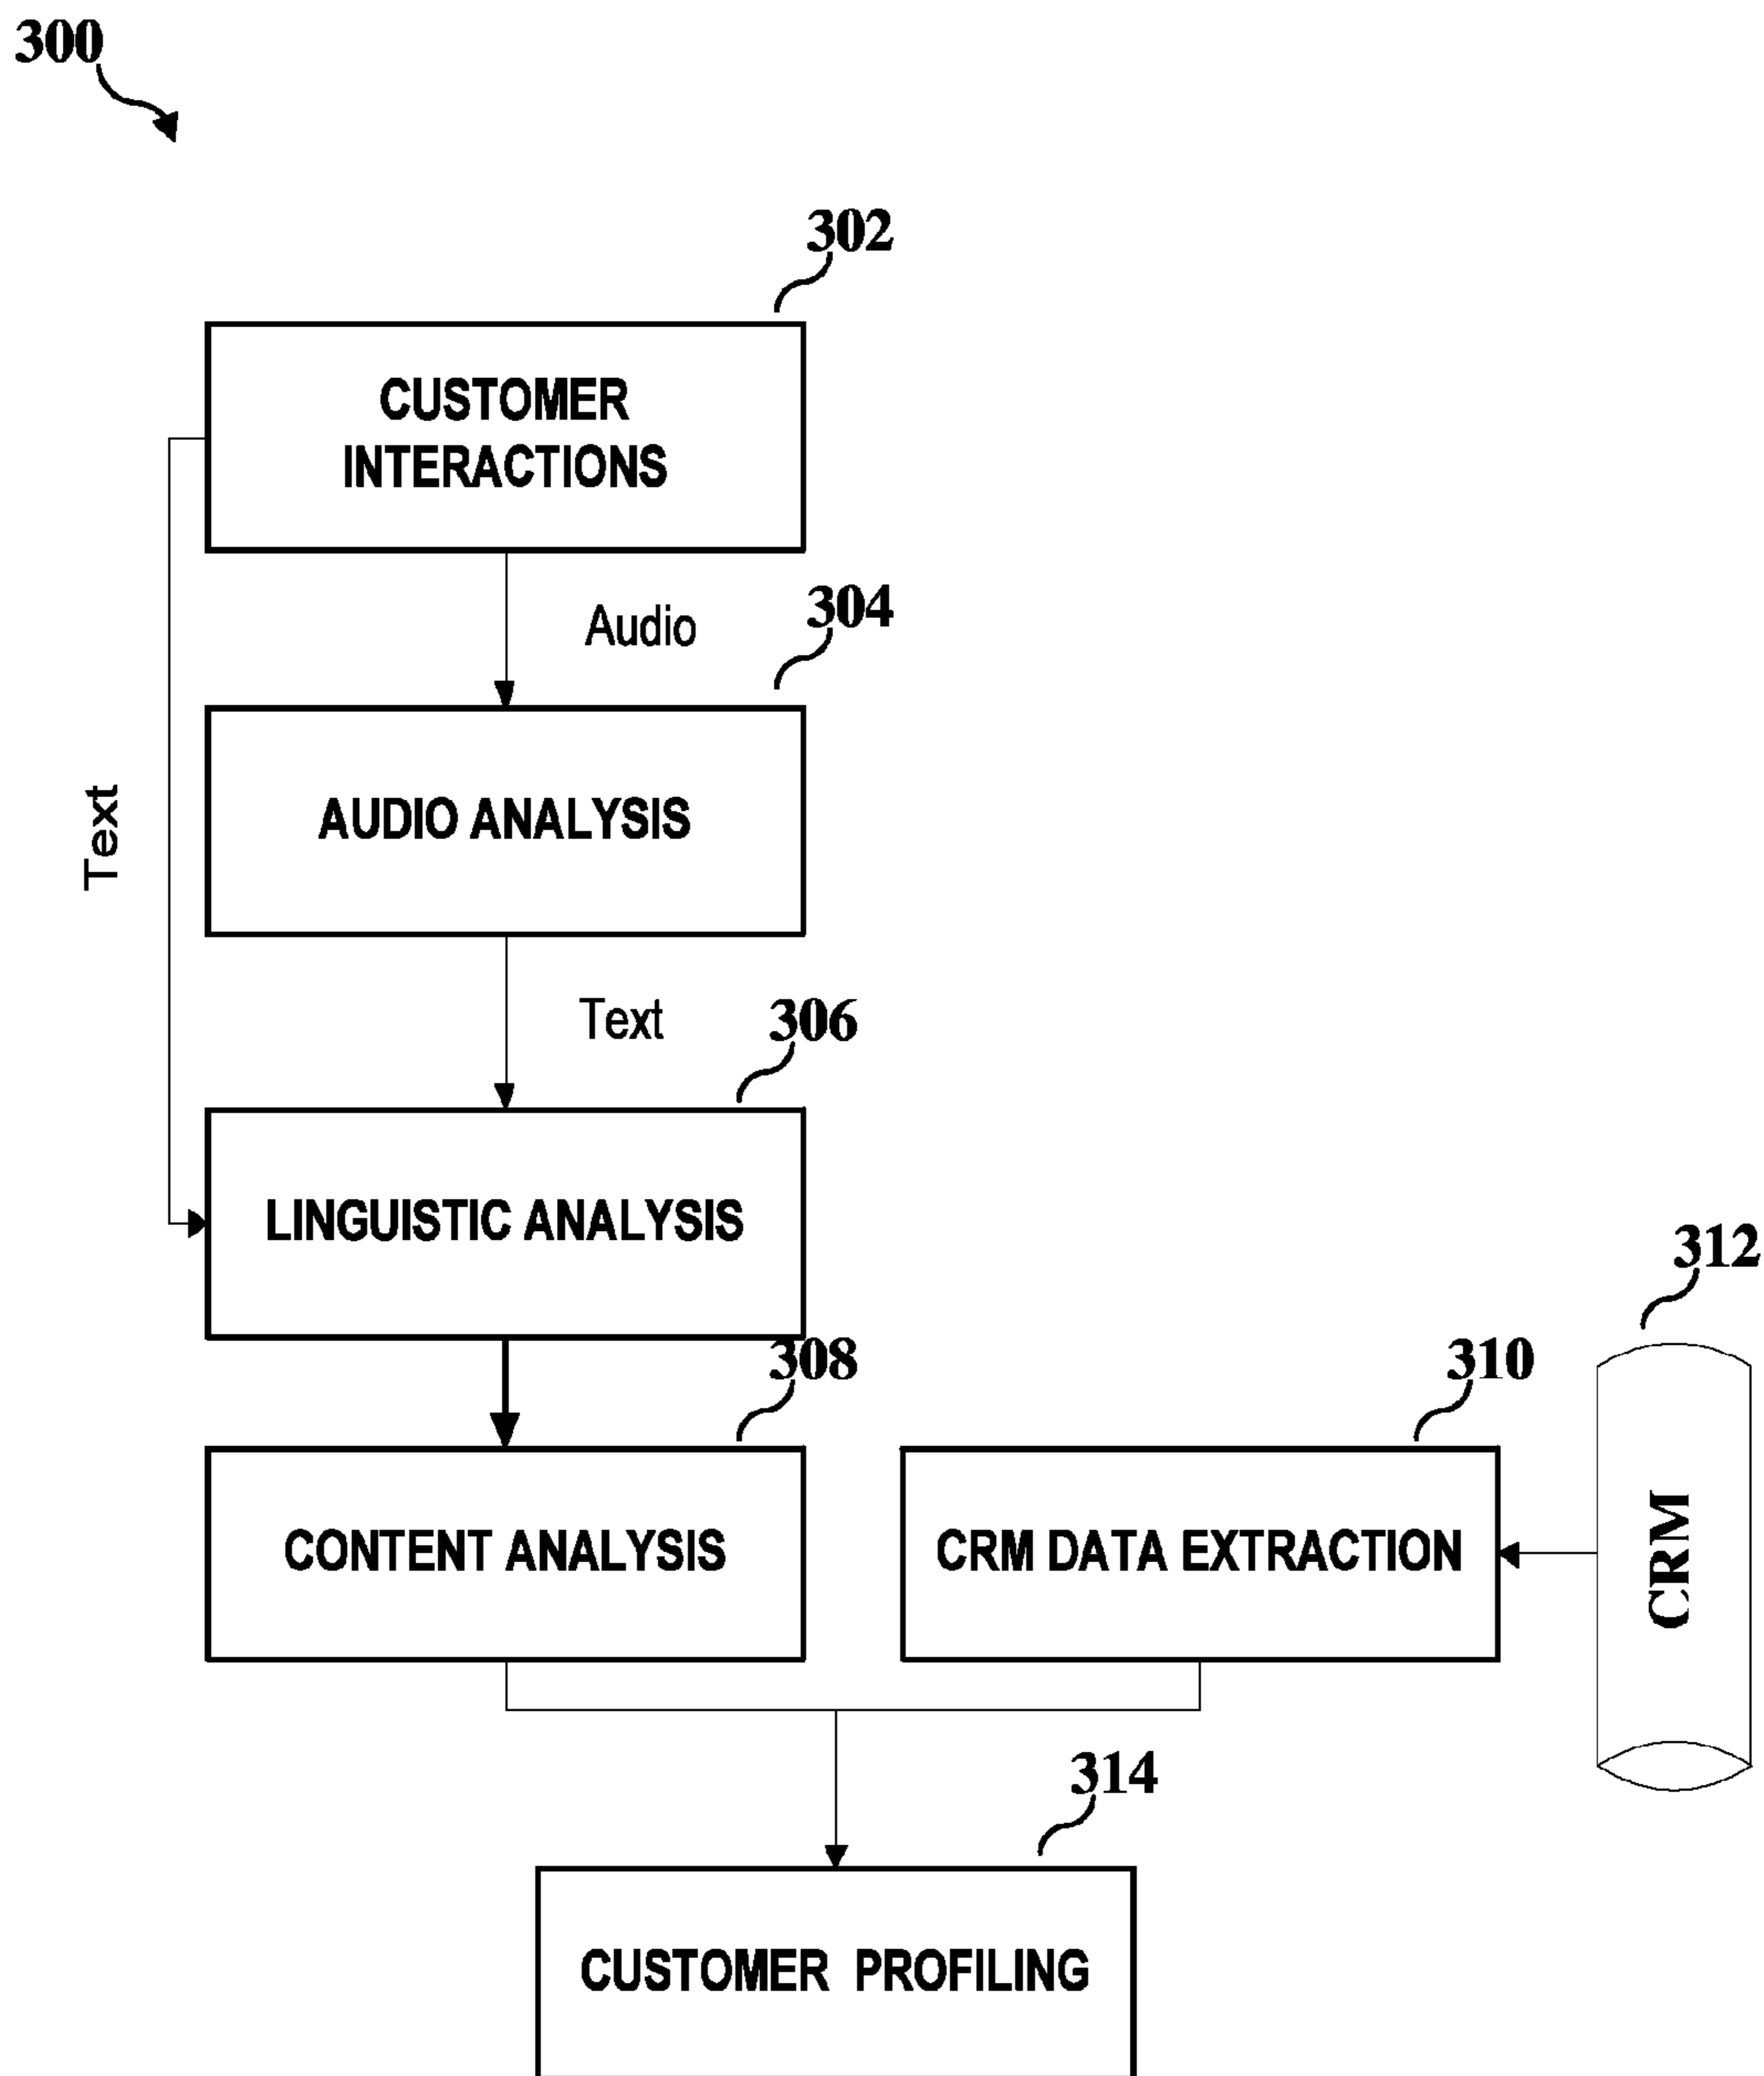 300
302
CUSTOMER
INTERACTIONS
Audio
304
AUDIO ANALYSIS
Text
Text
306
LINGUISTIC ANALYSIS
312
308
310
CONTENT ANALYSIS
CRM DATA EXTRACTION
CRM
314
CUSTOMER PROFILING